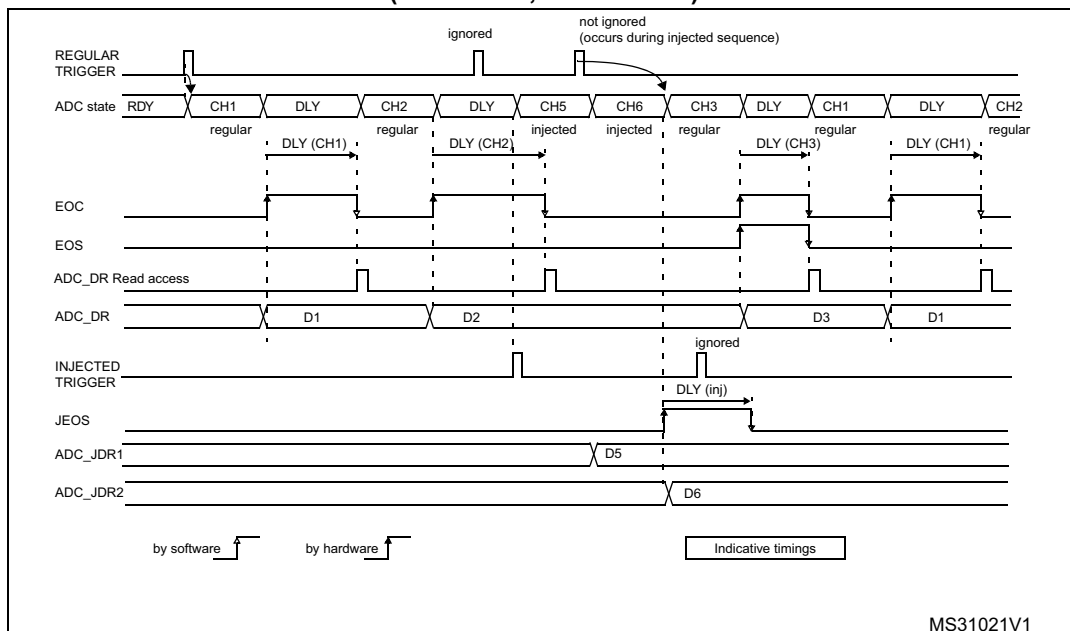 not ignored
(occurs during injected sequence)
ignored
REGULAR
TRIGGER
ADC state RDY CH1 DLY CH2 DLY CH5 CH6 CH3 DLY CH1 DLY CH2
regular regular injected injected regular regular regular
DLY (CH1) DLY (CH2) DLY (CH3) DLY (CH1)
EOC
EOS
ADC_DR Read access
ADC_DR D1 D2 D3 D1
ignored
INJECTED
TRIGGER
DLY (inj)
JEOS
ADC_JDR1 D5
ADC_JDR2 D6
by software by hardware Indicative timings
MS31021V1